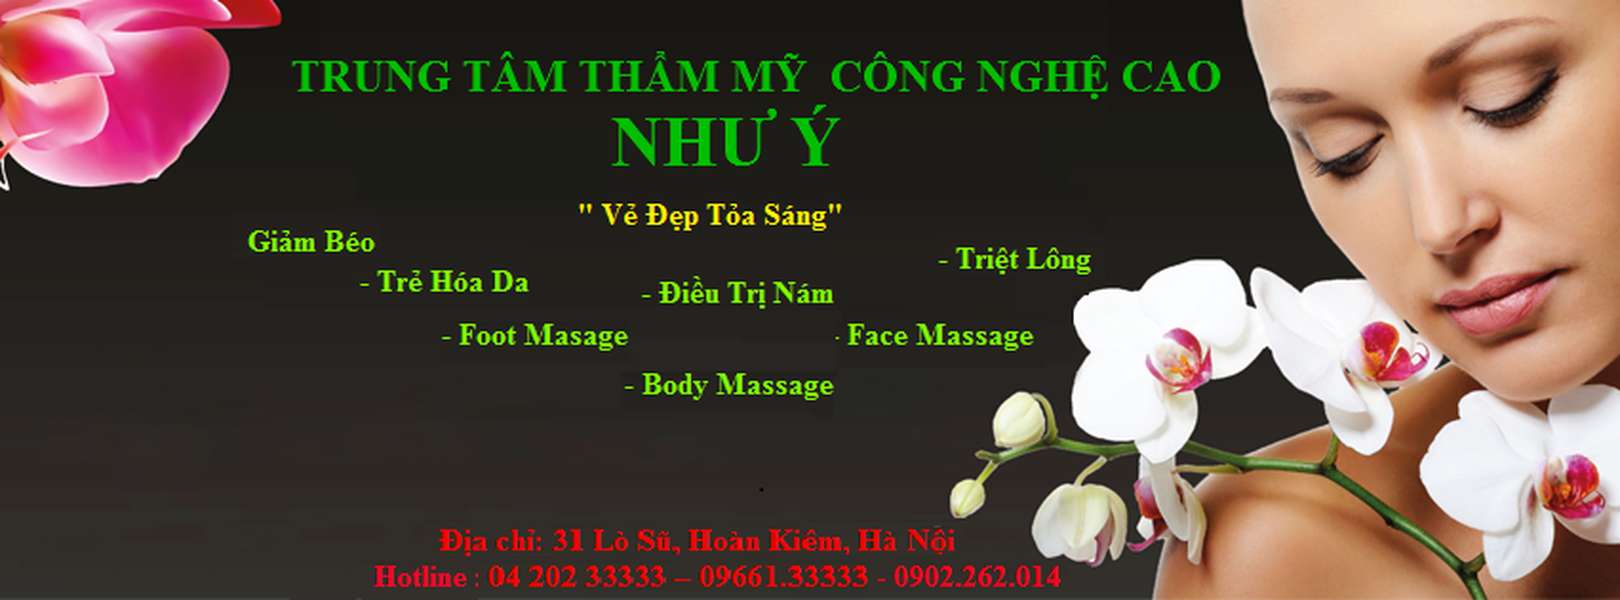 TRUNG TÂM THẨM MỸ CÔNG NGHỆ CAO
NHƯ Ý
" Vẻ Đẹp Tỏa Sáng"
Giảm Béo
- Triệt Lông
- Trẻ Hóa Da
- Điều Trị Nám
- Foot Masage
- Face Massage
- Body Massage
Địa chỉ: 31 Lò Sũ, Hoàn Kiêm, Hà Nội
Hotline : 04 202 33333 – 09661.33333 - 0902.262.014